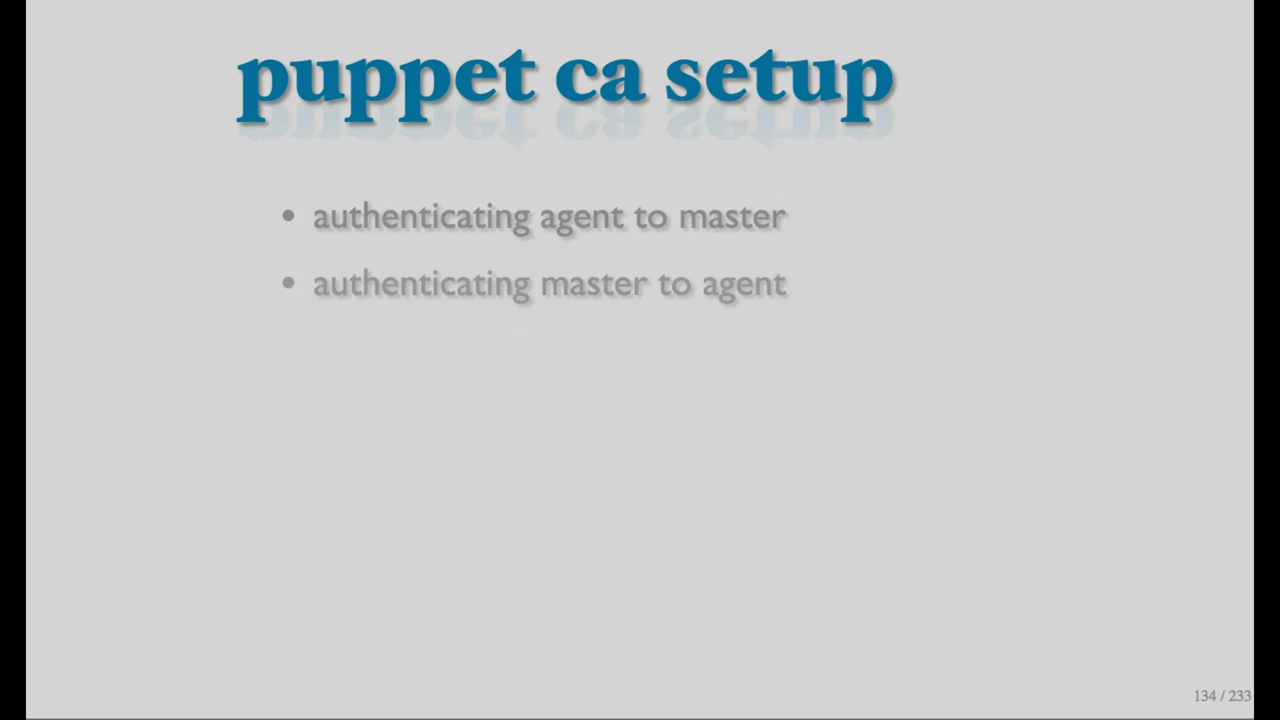 puppet ca setup
• authenticating agent to master
• authenticating master to agent
134 / 233